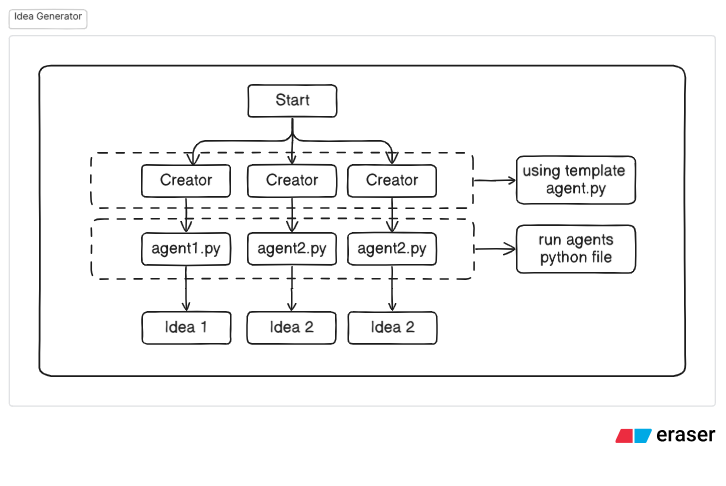 Idea Generator
Start
Creator
Creator
Creator
using template
agent.py
agent1.py
agent2.py
agent2.py
run agents
python file
Idea 1
Idea 2
Idea 2
eraser